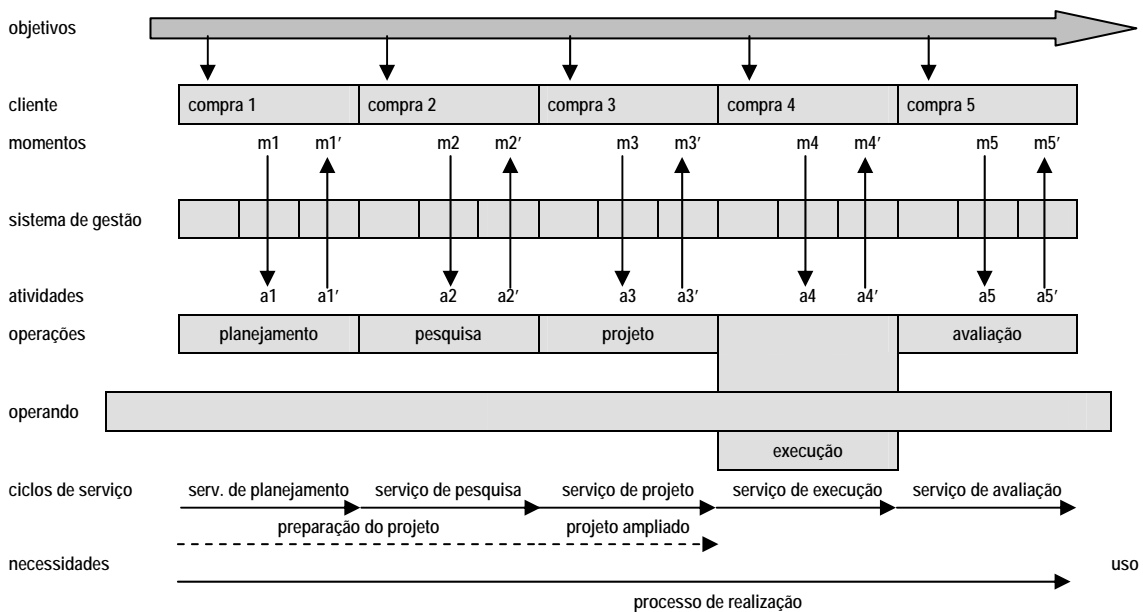 objetivos
cliente compra 1 compra 2 compra 3 compra 4 compra 5
momentos m1 m1′ m2 m2′ m3 m3′ m4 m4′ m5 m5′
sistema de gestão
atividades a1 a1′ a2 a2′ a3 a3′ a4 a4′ a5 a5′
operações planejamento pesquisa projeto avaliação
operando
execução
ciclos de serviço serv. de planejamento serviço de pesquisa serviço de projeto serviço de execução serviço de avaliação
preparação do projeto projeto ampliado
necessidades uso
processo de realização